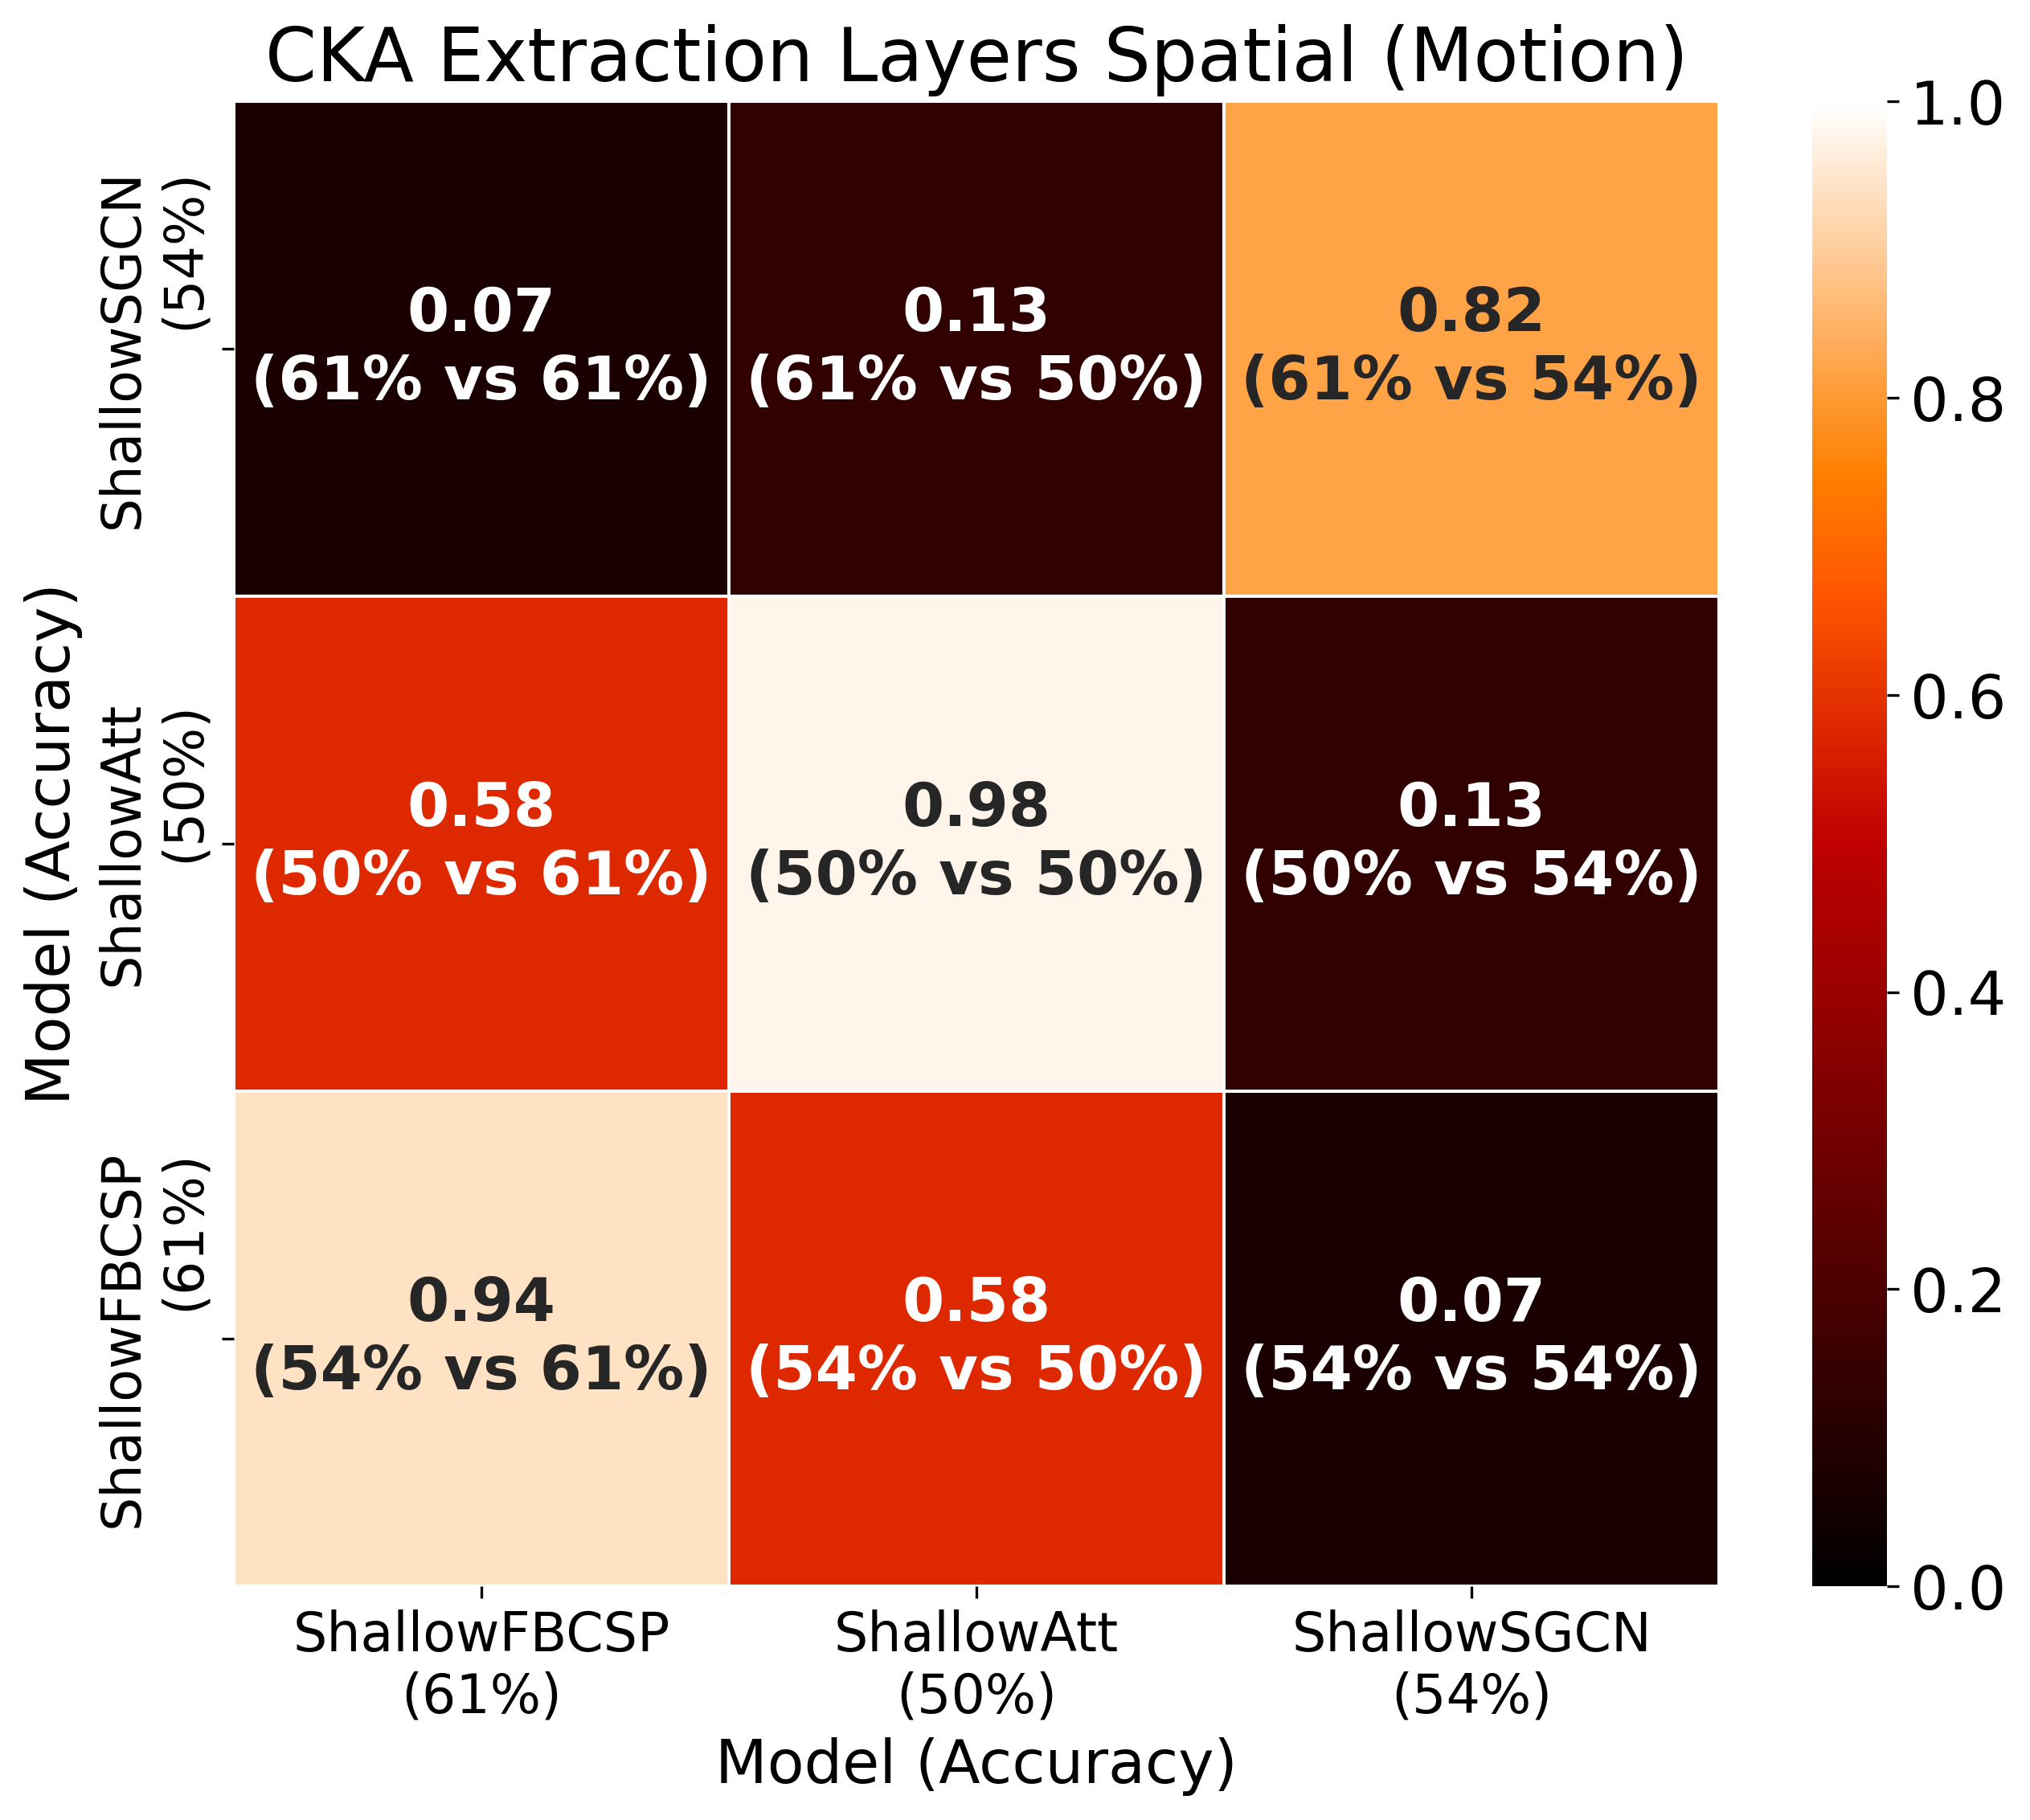 CKA Extraction Layers Spatial (Motion)
Model (Accuracy)
ShallowSGCN
(54%)
0.07
(61% vs 61%)
0.13
(61% vs 50%)
0.82
(61% vs 54%)
ShallowAtt
(50%)
0.58
(50% vs 61%)
0.98
(50% vs 50%)
0.13
(50% vs 54%)
ShallowFBCSP
(61%)
0.94
(54% vs 61%)
0.58
(54% vs 50%)
0.07
(54% vs 54%)
ShallowFBCSP
(61%)
ShallowAtt
(50%)
ShallowSGCN
(54%)
Model (Accuracy)
1.0
0.8
0.6
0.4
0.2
0.0